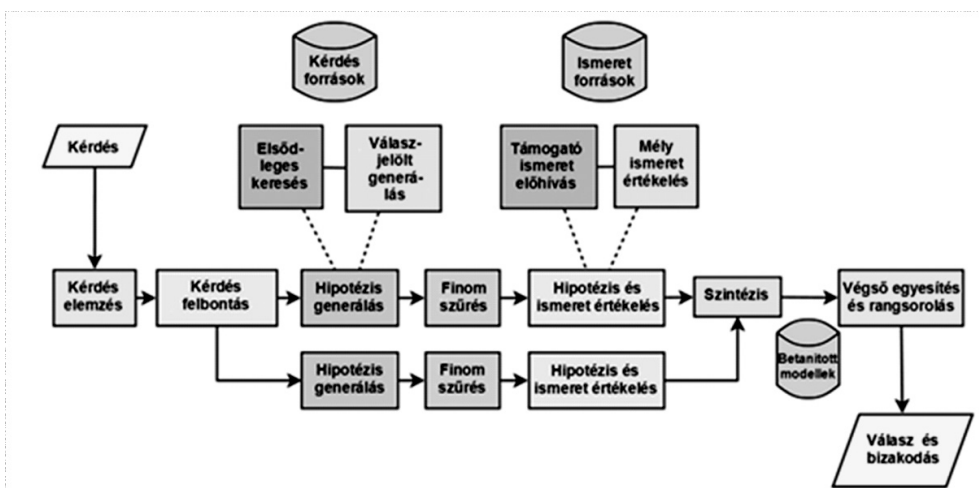 Kérdés
források
Ismeret
források
Kérdés
Elsőd-
leges
keresés
Válasz-
jelölt
generá-
lás
Támogató
ismeret
előhívás
Mély
ismeret
értékelés
Kérdés
elemzés
Kérdés
felbontás
Hipotézis
generálás
Finom
szűrés
Hipotézis és
ismeret értékelés
Szintézis
Végső egyesítés
és rangsorolás
Hipotézis
generálás
Finom
szűrés
Hipotézis és
ismeret értékelés
Betanított
modellek
Válasz és
bizakodás